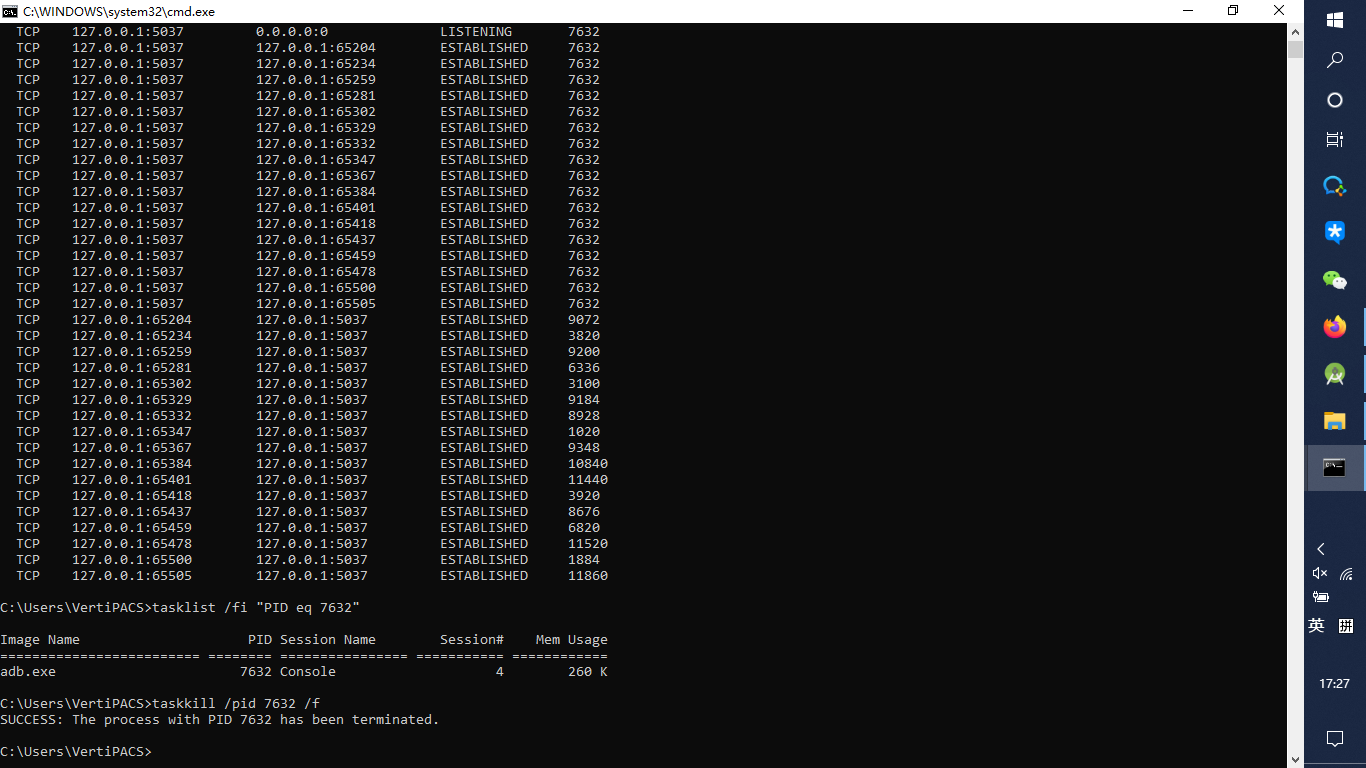 C:\WINDOWS\system32\cmd.exe
TCP 127.0.0.1:5037 0.0.0.0:0 LISTENING 7632
TCP 127.0.0.1:5037 127.0.0.1:65204 ESTABLISHED 7632
TCP 127.0.0.1:5037 127.0.0.1:65234 ESTABLISHED 7632
TCP 127.0.0.1:5037 127.0.0.1:65259 ESTABLISHED 7632
TCP 127.0.0.1:5037 127.0.0.1:65281 ESTABLISHED 7632
TCP 127.0.0.1:5037 127.0.0.1:65302 ESTABLISHED 7632
TCP 127.0.0.1:5037 127.0.0.1:65329 ESTABLISHED 7632
TCP 127.0.0.1:5037 127.0.0.1:65332 ESTABLISHED 7632
TCP 127.0.0.1:5037 127.0.0.1:65347 ESTABLISHED 7632
TCP 127.0.0.1:5037 127.0.0.1:65367 ESTABLISHED 7632
TCP 127.0.0.1:5037 127.0.0.1:65384 ESTABLISHED 7632
TCP 127.0.0.1:5037 127.0.0.1:65401 ESTABLISHED 7632
TCP 127.0.0.1:5037 127.0.0.1:65418 ESTABLISHED 7632
TCP 127.0.0.1:5037 127.0.0.1:65437 ESTABLISHED 7632
TCP 127.0.0.1:5037 127.0.0.1:65459 ESTABLISHED 7632
TCP 127.0.0.1:5037 127.0.0.1:65478 ESTABLISHED 7632
TCP 127.0.0.1:5037 127.0.0.1:65500 ESTABLISHED 7632
TCP 127.0.0.1:5037 127.0.0.1:65505 ESTABLISHED 7632
TCP 127.0.0.1:65204 127.0.0.1:5037 ESTABLISHED 9072
TCP 127.0.0.1:65234 127.0.0.1:5037 ESTABLISHED 3820
TCP 127.0.0.1:65259 127.0.0.1:5037 ESTABLISHED 9200
TCP 127.0.0.1:65281 127.0.0.1:5037 ESTABLISHED 6336
TCP 127.0.0.1:65302 127.0.0.1:5037 ESTABLISHED 3100
TCP 127.0.0.1:65329 127.0.0.1:5037 ESTABLISHED 9184
TCP 127.0.0.1:65332 127.0.0.1:5037 ESTABLISHED 8928
TCP 127.0.0.1:65347 127.0.0.1:5037 ESTABLISHED 1020
TCP 127.0.0.1:65367 127.0.0.1:5037 ESTABLISHED 9348
TCP 127.0.0.1:65384 127.0.0.1:5037 ESTABLISHED 10840
TCP 127.0.0.1:65401 127.0.0.1:5037 ESTABLISHED 11440
TCP 127.0.0.1:65418 127.0.0.1:5037 ESTABLISHED 3920
TCP 127.0.0.1:65437 127.0.0.1:5037 ESTABLISHED 8676
TCP 127.0.0.1:65459 127.0.0.1:5037 ESTABLISHED 6820
TCP 127.0.0.1:65478 127.0.0.1:5037 ESTABLISHED 11520
TCP 127.0.0.1:65500 127.0.0.1:5037 ESTABLISHED 1884
TCP 127.0.0.1:65505 127.0.0.1:5037 ESTABLISHED 11860
C:\Users\VertiPACS>tasklist /fi "PID eq 7632"
Image Name PID Session Name Session# Mem Usage
========================= ======== ================ =========== ============
adb.exe 7632 Console 4 260 K
C:\Users\VertiPACS>taskkill /pid 7632 /f
SUCCESS: The process with PID 7632 has been terminated.
C:\Users\VertiPACS>
英 拼
17:27